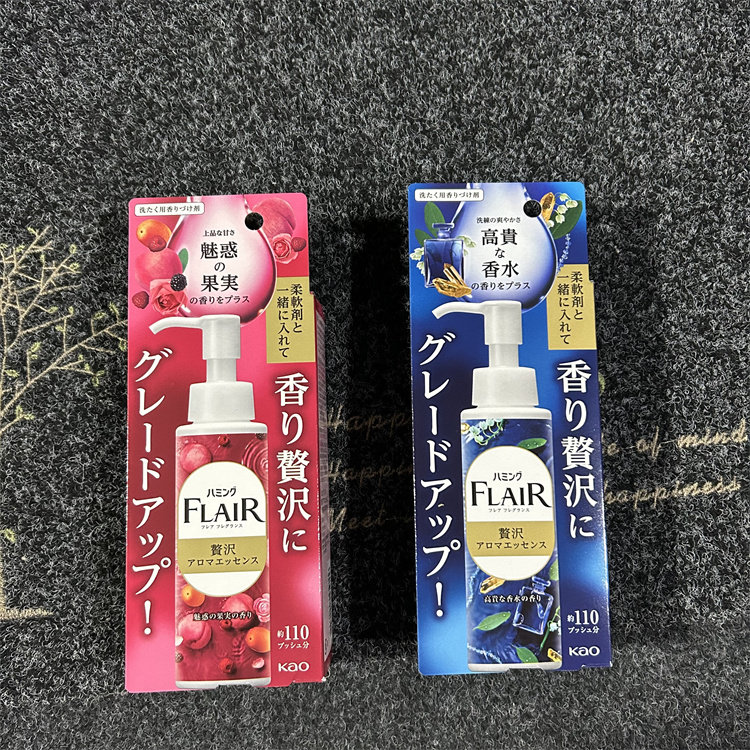 洗たく用香りづけ剤
上品な甘さ
魅惑
の
果実
の香りをプラス
柔軟剤と
一緒に入れて
香り贅沢に
グレードアップ！
ハミング
FLAIR
フレア フレグランス
贅沢
アロマエッセンス
魅惑の果実の香り
約110
プッシュ分
Kao
洗たく用香りづけ剤
洗練の爽やかさ
高貴
な
香水
の香りをプラス
柔軟剤と
一緒に入れて
香り贅沢に
グレードアップ！
ハミング
FLAIR
フレア フレグランス
贅沢
アロマエッセンス
高貴な香水の香り
約110
プッシュ分
Kao
Happ
e of mind
happiness